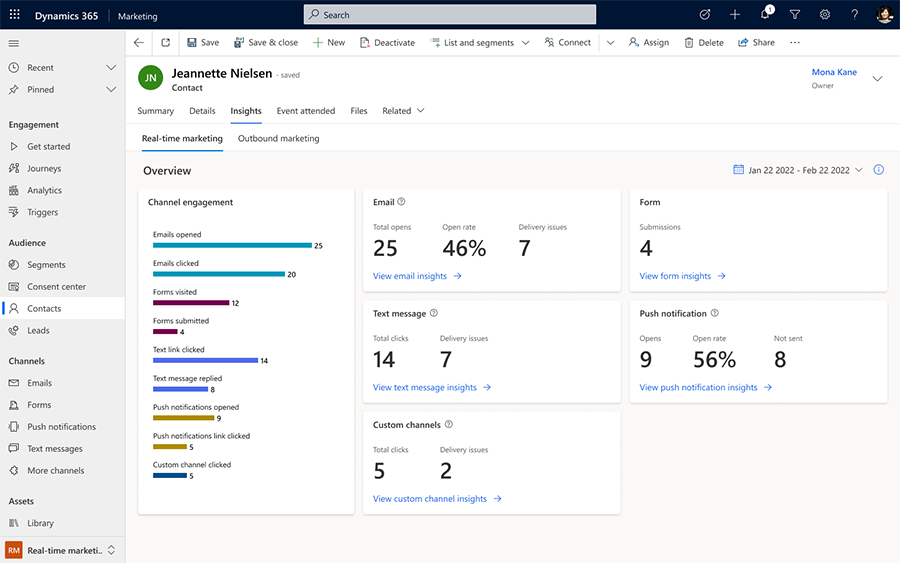 Dynamics 365 Marketing Search 1 ?
Save Save & close New Deactivate List and segments Connect Assign Delete Share ...
Recent
Pinned
Engagement
Get started
Journeys
Analytics
Triggers
Audience
Segments
Consent center
Contacts
Leads
Channels
Emails
Forms
Push notifications
Text messages
More channels
Assets
Library
RM Real-time marketi..
JN
Jeannette Nielsen - saved
Contact
Mona Kane
Owner
Summary Details Insights Event attended Files Related
Real-time marketing Outbound marketing
Overview
Jan 22 2022 - Feb 22 2022
Channel engagement
Emails opened
25
Emails clicked
20
Forms visited
12
Forms submitted
4
Text link clicked
14
Text message replied
8
Push notifications opened
9
Push notifications link clicked
5
Custom channel clicked
5
Email
Total opens Open rate Delivery issues
25 46% 7
View email insights
Form
Submissions
4
View form insights
Text message
Total clicks Delivery issues
14 7
View text message insights
Push notification
Opens Open rate Not sent
9 56% 8
View push notification insights
Custom channels
Total clicks Delivery issues
5 2
View custom channel insights